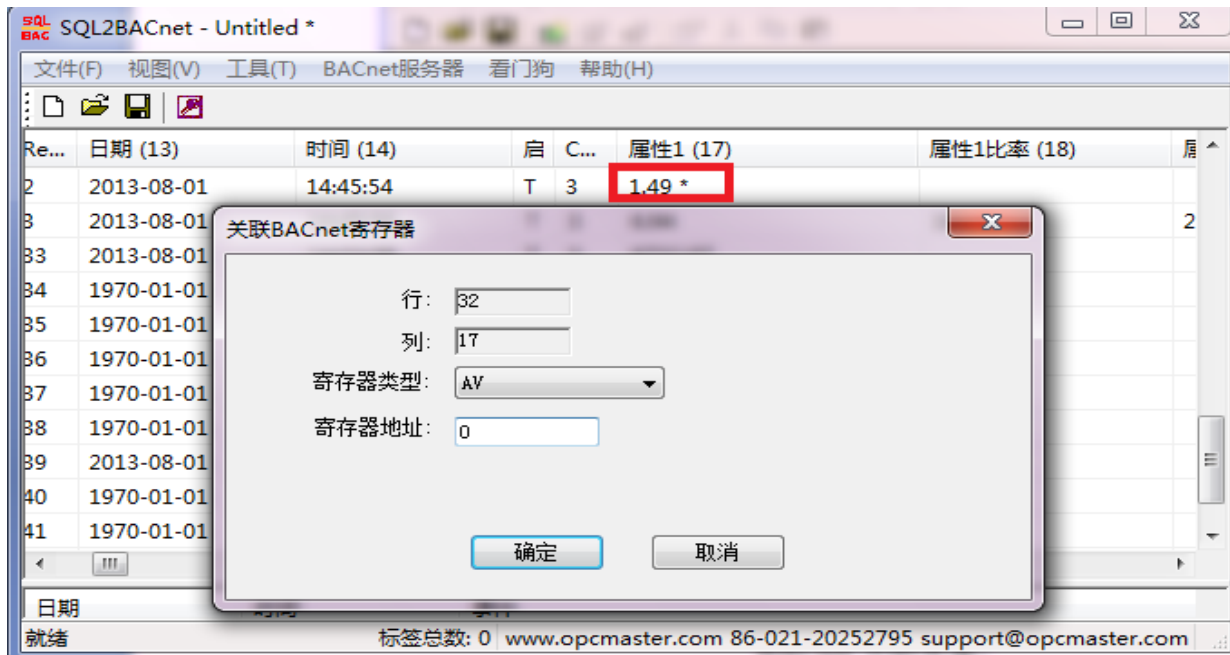 SQL BAC SQL2BACnet - Untitled *
文件(F) 视图(V) 工具(T) BACnet服务器 看门狗 帮助(H)
Re... 日期 (13) 时间 (14) 启 C... 属性1 (17) 属性1比率 (18)
2 2013-08-01 14:45:54 T 3 1.49 *
3 2013-08-01 2
关联BACnet寄存器
33 2013-08-01
34 1970-01-01
行: 32
35 1970-01-01
列: 17
36 1970-01-01
寄存器类型: AV
37 1970-01-01
38 1970-01-01
寄存器地址: 0
39 2013-08-01
40 1970-01-01
41 1970-01-01
确定 取消
日期
就绪 标签总数: 0 www.opcmaster.com 86-021-20252795 support@opcmaster.com